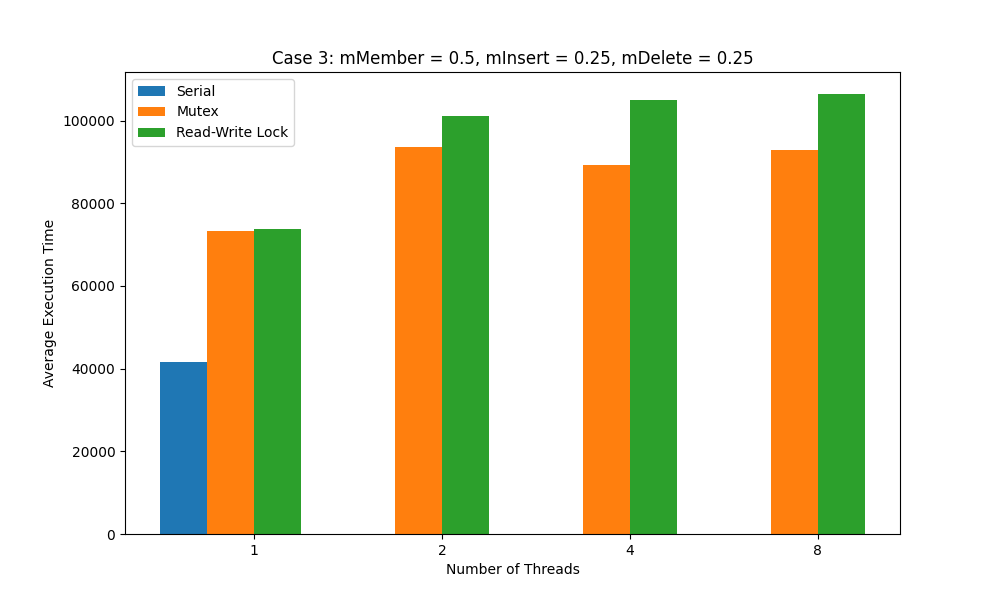 Case 3: mMember = 0.5, mInsert = 0.25, mDelete = 0.25
Serial
Mutex
Read-Write Lock
Average Execution Time
100000
80000
60000
40000
20000
0
1
2
4
8
Number of Threads